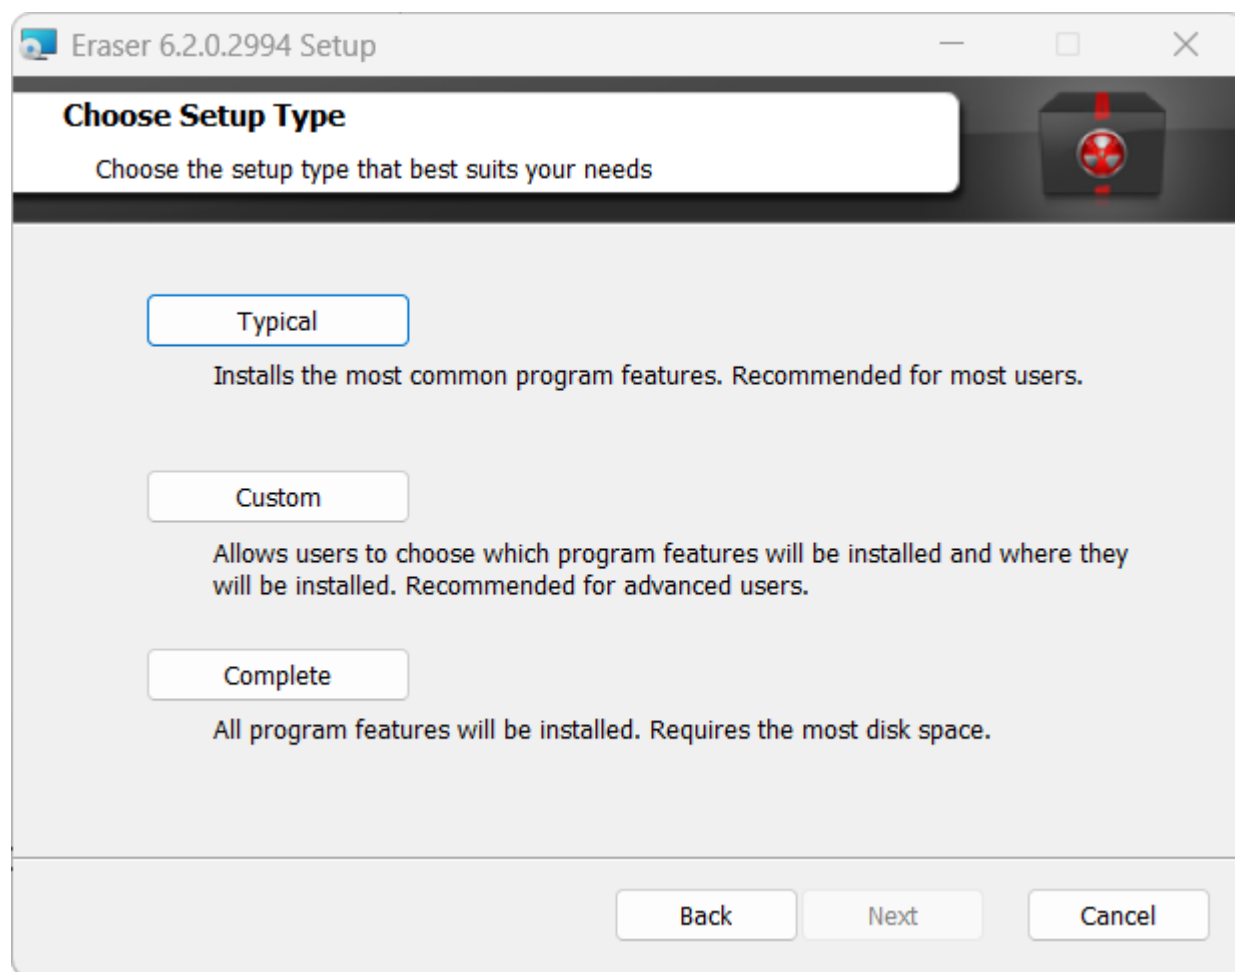 Eraser 6.2.0.2994 Setup
Choose Setup Type
Choose the setup type that best suits your needs
Typical
Installs the most common program features. Recommended for most users.
Custom
Allows users to choose which program features will be installed and where they
will be installed. Recommended for advanced users.
Complete
All program features will be installed. Requires the most disk space.
Back
Next
Cancel